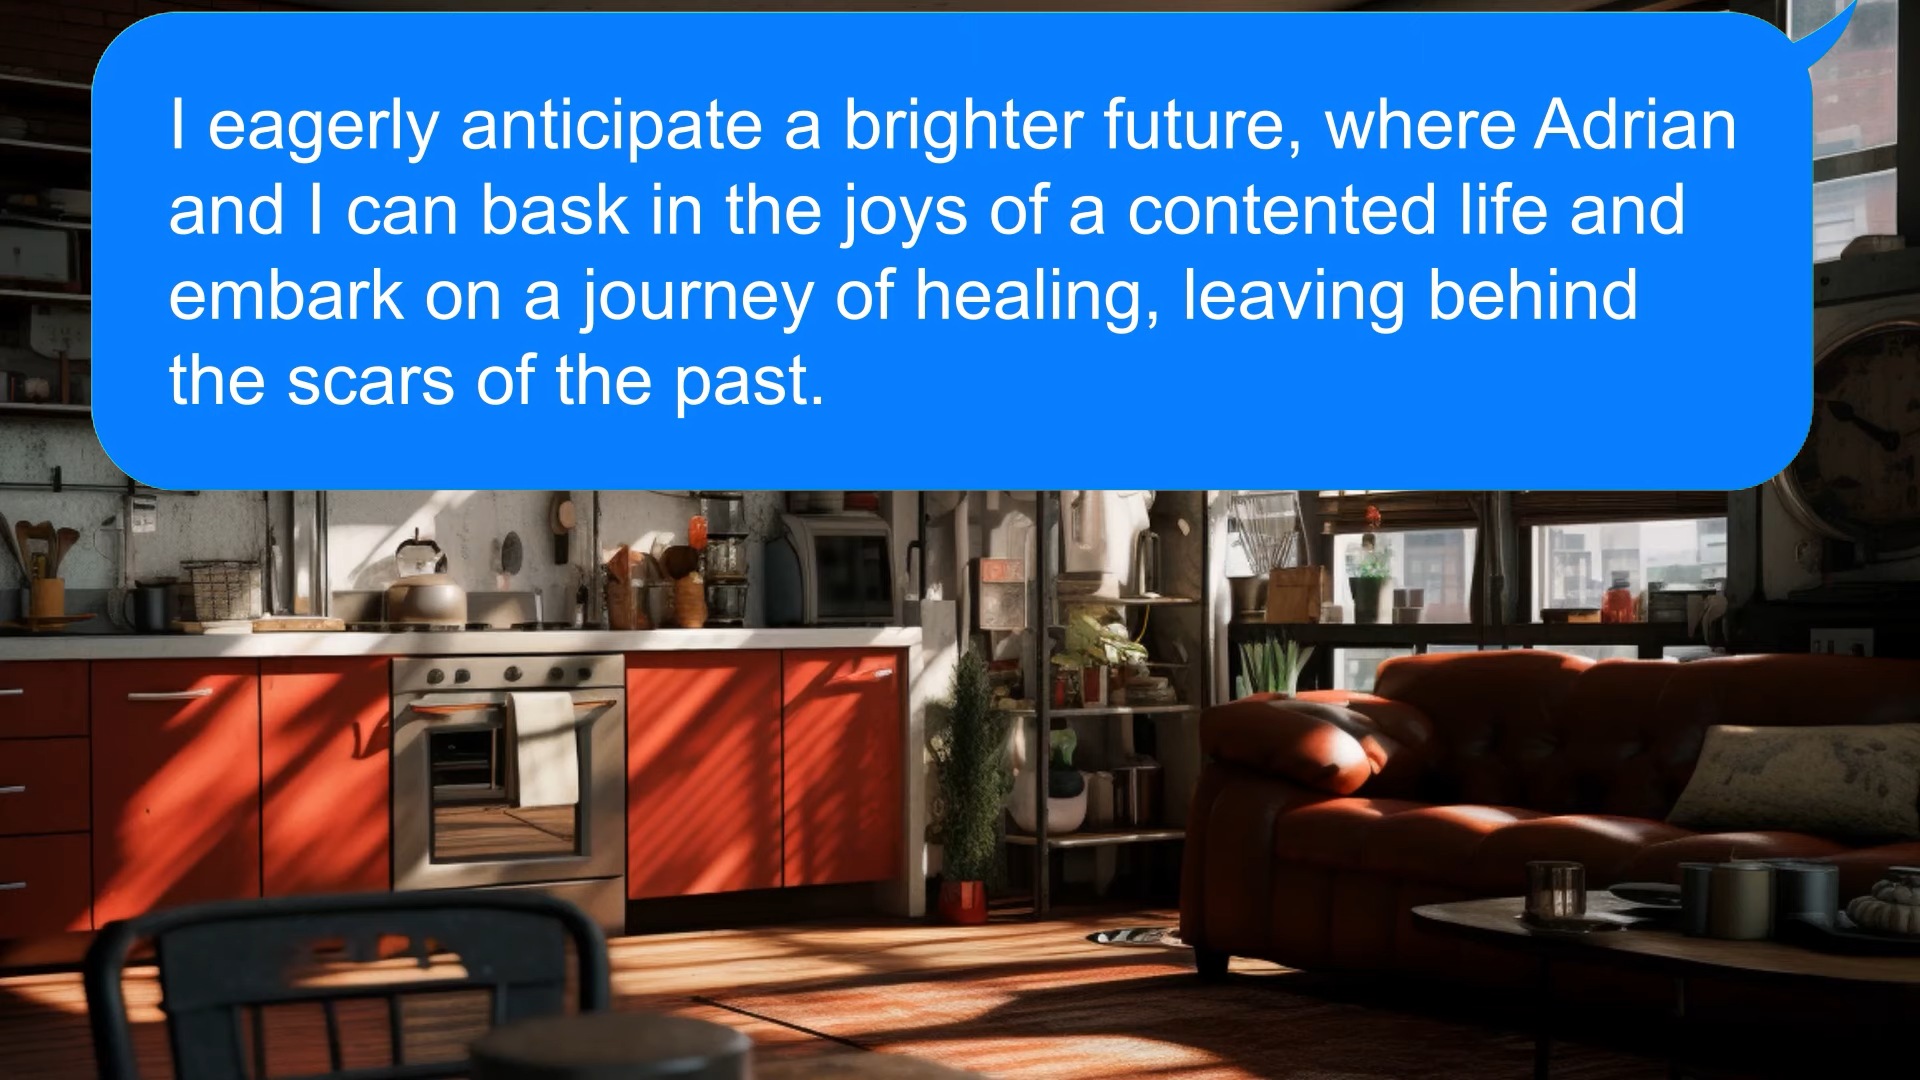 I eagerly anticipate a brighter future, where Adrian
and I can bask in the joys of a contented life and
embark on a journey of healing, leaving behind
the scars of the past.